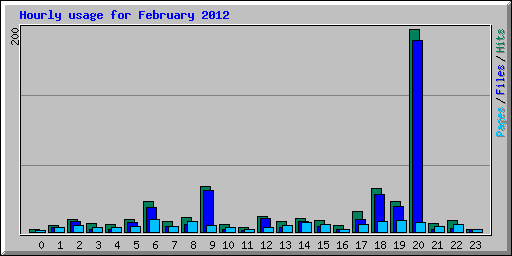 Hourly usage for February 2012
200
Pages/Files/Hits
0 1 2 3 4 5 6 7 8 9 10 11 12 13 14 15 16 17 18 19 20 21 22 23